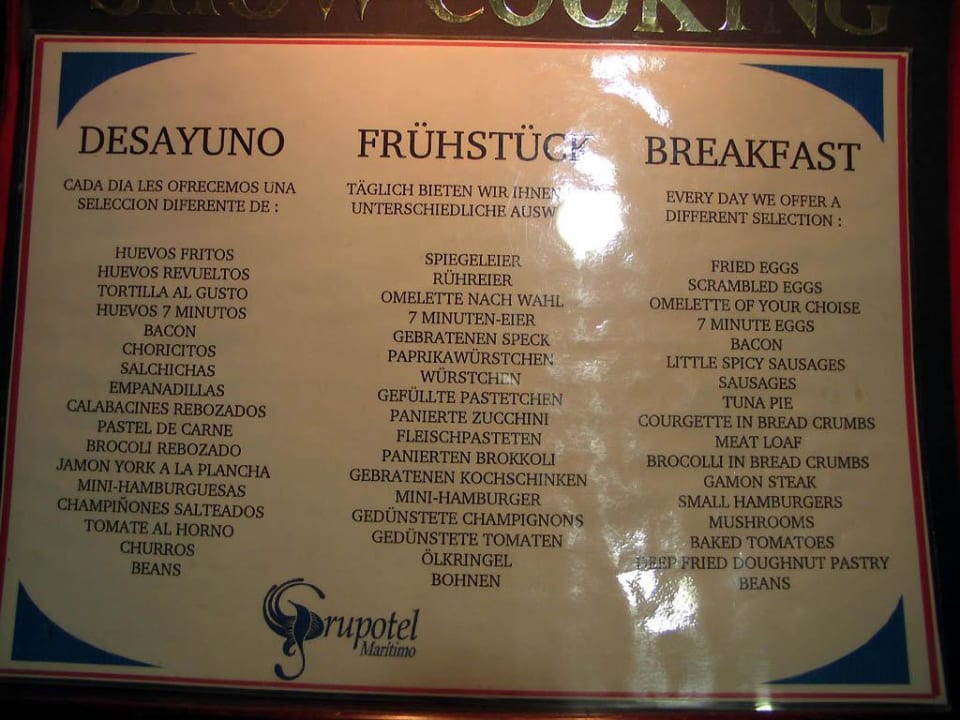 SHOW COOKING
DESAYUNO
CADA DIA LES OFRECEMOS UNA
SELECCION DIFERENTE DE :
HUEVOS FRITOS
HUEVOS REVUELTOS
TORTILLA AL GUSTO
HUEVOS 7 MINUTOS
BACON
CHORICITOS
SALCHICHAS
EMPANADILLAS
CALABACINES REBOZADOS
PASTEL DE CARNE
BROCOLI REBOZADO
JAMON YORK A LA PLANCHA
MINI-HAMBURGUESAS
CHAMPIÑONES SALTEADOS
TOMATE AL HORNO
CHURROS
BEANS
FRÜHSTÜCK
TÄGLICH BIETEN WIR IHNEN
UNTERSCHIEDLICHE
SPIEGELEIER
RÜHREIER
OMELETTE NACH WAHL
7 MINUTEN-EIER
GEBRATENEN SPECK
PAPRIKAWÜRSTCHEN
WÜRSTCHEN
GEFÜLLTE PASTETCHEN
PANIERTE ZUCCHINI
FLEISCHPASTETEN
PANIERTEN BROKKOLI
GEBRATENEN KOCHSCHINKEN
MINI-HAMBURGER
GEDÜNSTETE CHAMPIGNONS
GEDÜNSTETE TOMATEN
ÖLKRINGEL
BOHNEN
BREAKFAST
EVERY DAY WE OFFER A
DIFFERENT SELECTION :
FRIED EGGS
SCRAMBLED EGGS
OMELETTE OF YOUR CHOISE
7 MINUTE EGGS
BACON
LITTLE SPICY SAUSAGES
SAUSAGES
TUNA PIE
COURGETTE IN BREAD CRUMBS
MEAT LOAF
BROCOLLI IN BREAD CRUMBS
GAMON STEAK
SMALL HAMBURGERS
MUSHROOMS
BAKED TOMATOES
DEEP FRIED DOUGHNUT PASTRY
BEANS
Grupotel
Marítimo